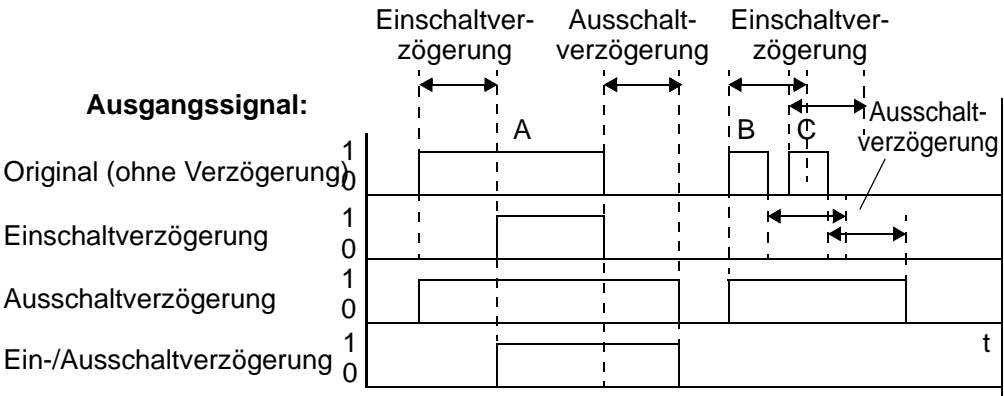 Einschaltver-
zögerung
Ausschalt-
verzögerung
Einschaltver-
zögerung
Ausgangssignal:
Ausschalt-
verzögerung
A
B
C
Original (ohne Verzögerung)
1
0
Einschaltverzögerung
1
0
Ausschaltverzögerung
1
0
Ein-/Ausschaltverzögerung
1
0
t